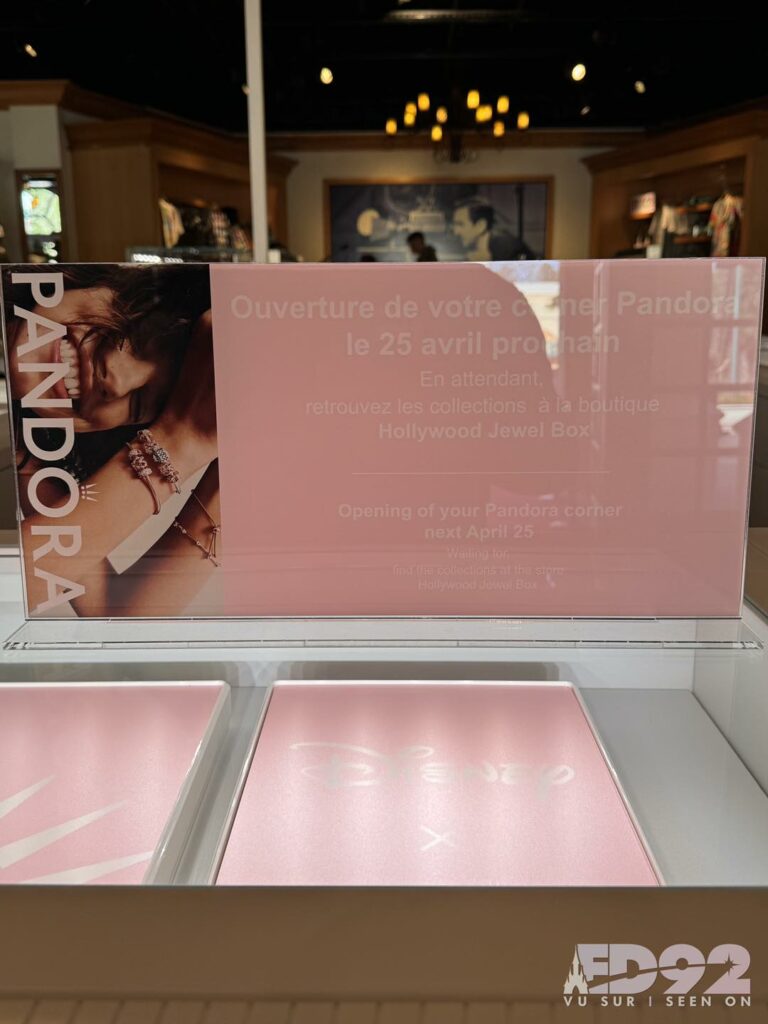 PANDORA
Ouverture de votre corner Pandora
le 25 avril prochain
En attendant,
retrouvez les collections à la boutique
Hollywood Jewel Box
Opening of your Pandora corner
next April 25
Waiting for,
find the collections at the store
Hollywood Jewel Box
Disney
x
ED92
VU SUR | SEEN ON